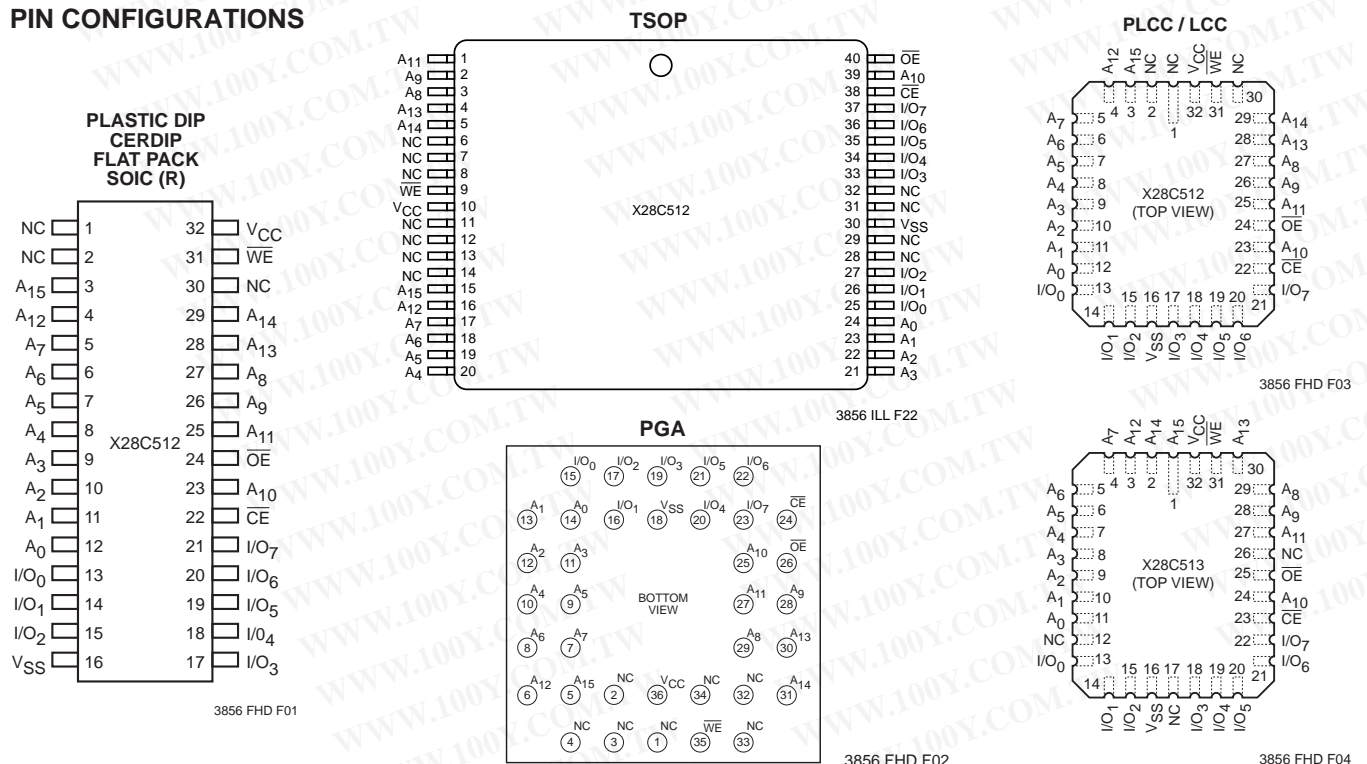 PIN CONFIGURATIONS
PLASTIC DIP
CERDIP
FLAT PACK
SOIC (R)
NC 1 32 VCC
NC 2 31 WE
A15 3 30 NC
A12 4 29 A14
A7 5 28 A13
A6 6 27 A8
A5 7 26 A9
A4 8 X28C512 25 A11
A3 9 24 OE
A2 10 23 A10
A1 11 22 CE
A0 12 21 I/O7
I/O0 13 20 I/O6
I/O1 14 19 I/O5
I/O2 15 18 I/04
VSS 16 17 I/O3
3856 FHD F01
TSOP
A11 1 40 OE
A9 2 39 A10
A8 3 38 CE
A13 4 37 I/O7
A14 5 36 I/O6
NC 6 35 I/O5
NC 7 34 I/O4
NC 8 33 I/O3
WE 9 32 NC
VCC 10 X28C512 31 NC
NC 11 30 VSS
NC 12 29 NC
NC 13 28 NC
NC 14 27 I/O2
A15 15 26 I/O1
A12 16 25 I/O0
A7 17 24 A0
A6 18 23 A1
A5 19 22 A2
A4 20 21 A3
3856 ILL F22
PGA
I/O0 I/O2 I/O3 I/O5 I/O6
15 17 19 21 22
A1 A0 I/O1 VSS I/O4 I/O7 CE
13 14 16 18 20 23 24
A2 A3 A10 OE
12 11 25 26
A4 A5 A11 A9
10 9 27 28
BOTTOM
VIEW
A6 A7 A8 A13
8 7 29 30
A12 A15 NC VCC NC NC A14
6 5 2 36 34 32 31
NC NC NC WE NC
4 3 1 35 33
3856 FHD F02
PLCC / LCC
A12 A15 NC NC VCC WE NC
4 3 2 1 32 31 30
A7 5 29 A14
A6 6 28 A13
A5 7 27 A8
A4 8 26 A9
A3 9 25 A11
A2 10 24 OE
A1 11 23 A10
A0 12 22 CE
I/O0 13 21 I/O7
X28C512
(TOP VIEW)
14 15 16 17 18 19 20
I/O1 I/O2 VSS I/O3 I/O4 I/O5 I/O6
3856 FHD F03
A7 A12 A14 A15 VCC WE A13
4 3 2 1 32 31 30
A6 5 29 A8
A5 6 28 A9
A4 7 27 A11
A3 8 26 NC
A2 9 25 OE
A1 10 24 A10
A0 11 23 CE
NC 12 22 I/O7
I/O0 13 21 I/O6
X28C513
(TOP VIEW)
14 15 16 17 18 19 20
I/O1 I/O2 VSS NC I/O3 I/O4 I/O5
3856 FHD F04
WWW.100Y.COM.TW